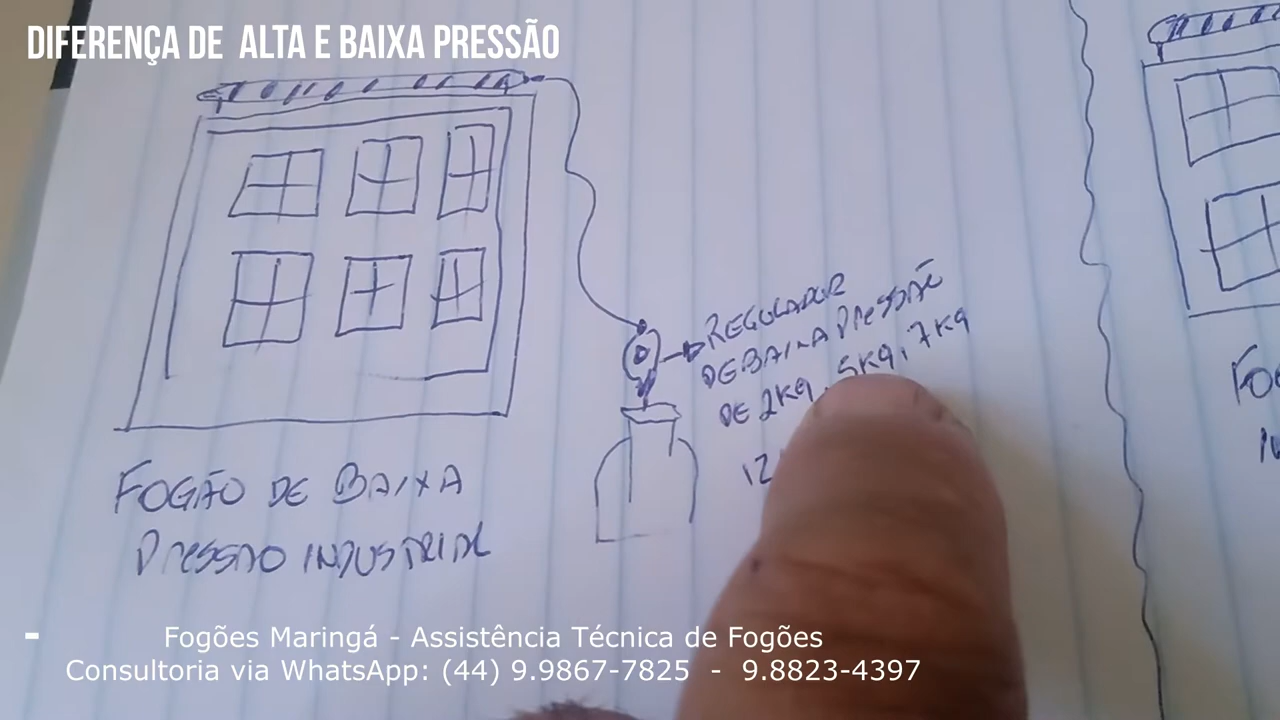 DIFERENÇA DE ALTA E BAIXA PRESSÃO
REGULADOR
DE BAIXA PRESSÃO
DE 2KG, 5KG, 7KG
12
FOGÃO DE BAIXA
PRESSÃO INDUSTRIAL
- Fogões Maringá - Assistência Técnica de Fogões
Consultoria via WhatsApp: (44) 9.9867-7825 - 9.8823-4397